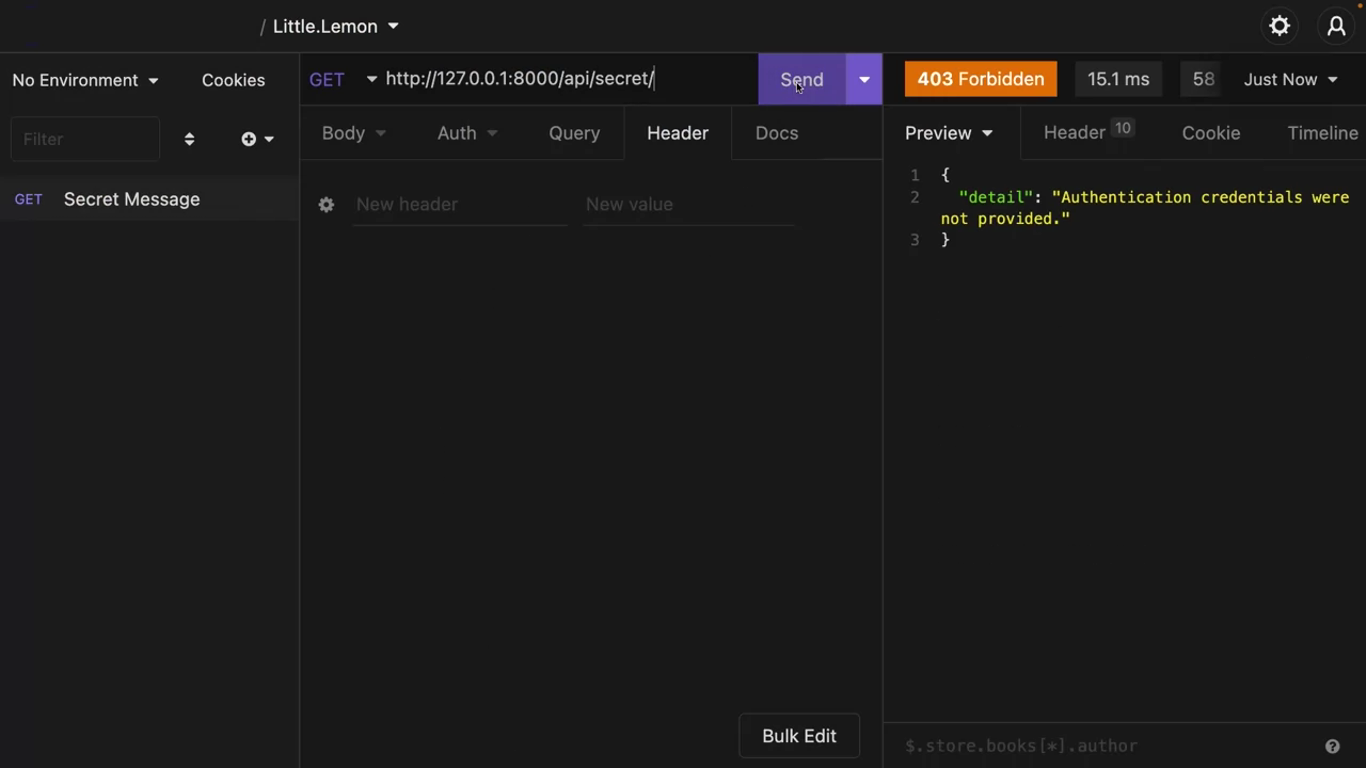 / Little.Lemon
No Environment
Cookies
GET http://127.0.0.1:8000/api/secret/
Send
403 Forbidden
15.1 ms
58
Just Now
Filter
Body
Auth
Query
Header
Docs
Preview
Header 10
Cookie
Timeline
GET Secret Message
New header
New value
1 {
2 "detail": "Authentication credentials were
not provided."
3 }
Bulk Edit
$.store.books[*].author